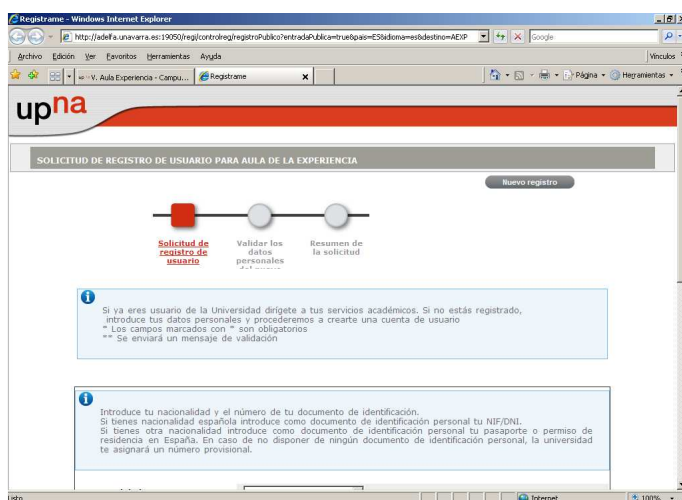 Registrame - Windows Internet Explorer
http://adelfa.unavarra.es:19050/regi/controlreg/registroPublico?entradaPublica=true&pais=ES&idioma=es&destino=AEXP
Google
Archivo Edición Ver Favoritos Herramientas Ayuda
Vínculos
V. Aula Experiencia - Campu...
Registrame
Página
Herramientas
upna
SOLICITUD DE REGISTRO DE USUARIO PARA AULA DE LA EXPERIENCIA
Nuevo registro
Solicitud de registro de usuario
Validar los datos personales
Resumen de la solicitud
Si ya eres usuario de la Universidad dirígete a tus servicios académicos. Si no estás registrado,
introduce tus datos personales y procederemos a crearte una cuenta de usuario
* Los campos marcados con * son obligatorios
** Se enviará un mensaje de validación
Introduce tu nacionalidad y el número de tu documento de identificación.
Si tienes nacionalidad española introduce como documento de identificación personal tu NIF/DNI.
Si tienes otra nacionalidad introduce como documento de identificación personal tu pasaporte o permiso de
residencia en España. En caso de no disponer de ningún documento de identificación personal, la universidad
te asignará un número provisional.
Internet
100%